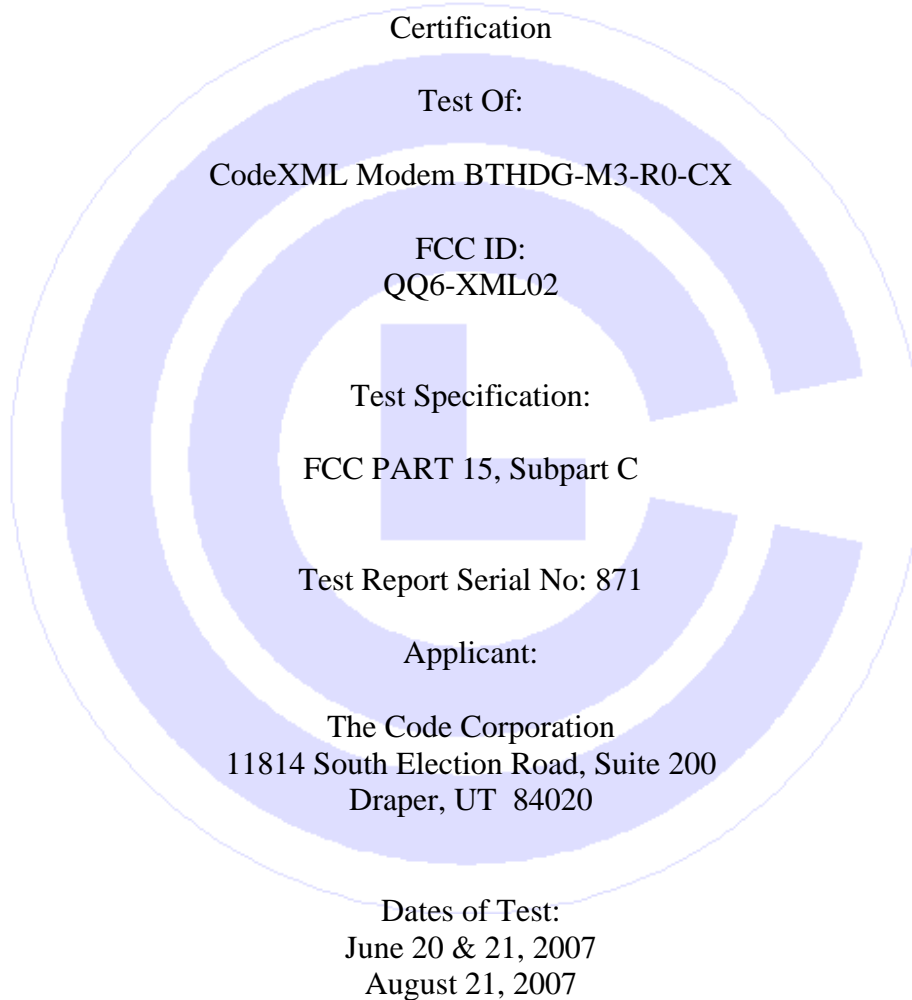 Certification
Test Of:
CodeXML Modem BTHDG-M3-R0-CX
FCC ID:
QQ6-XML02
Test Specification:
FCC PART 15, Subpart C
Test Report Serial No: 871
Applicant:
The Code Corporation
11814 South Election Road, Suite 200
Draper, UT  84020
Dates of Test:
June 20 & 21, 2007
August 21, 2007